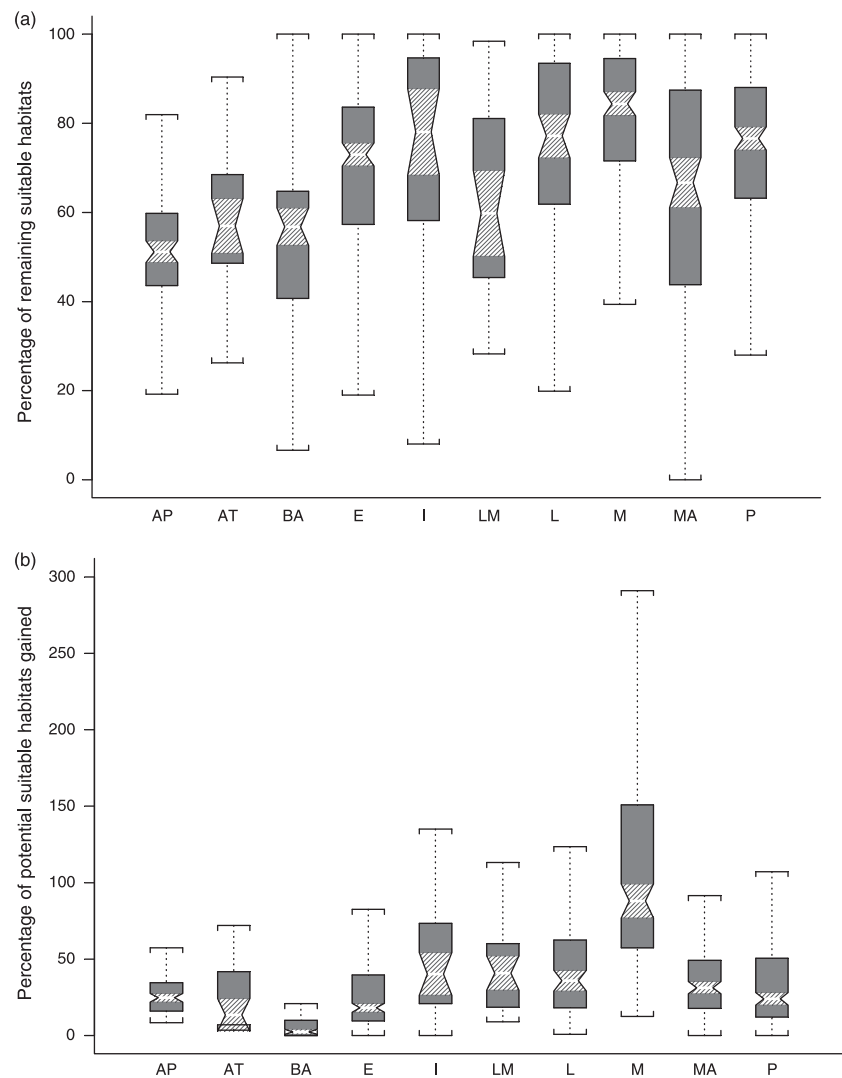 (a)
Percentage of remaining suitable habitats
100
80
60
40
20
0
AP AT BA E I LM L M MA P
(b)
Percentage of potential suitable habitats gained
300
250
200
150
100
50
0
AP AT BA E I LM L M MA P